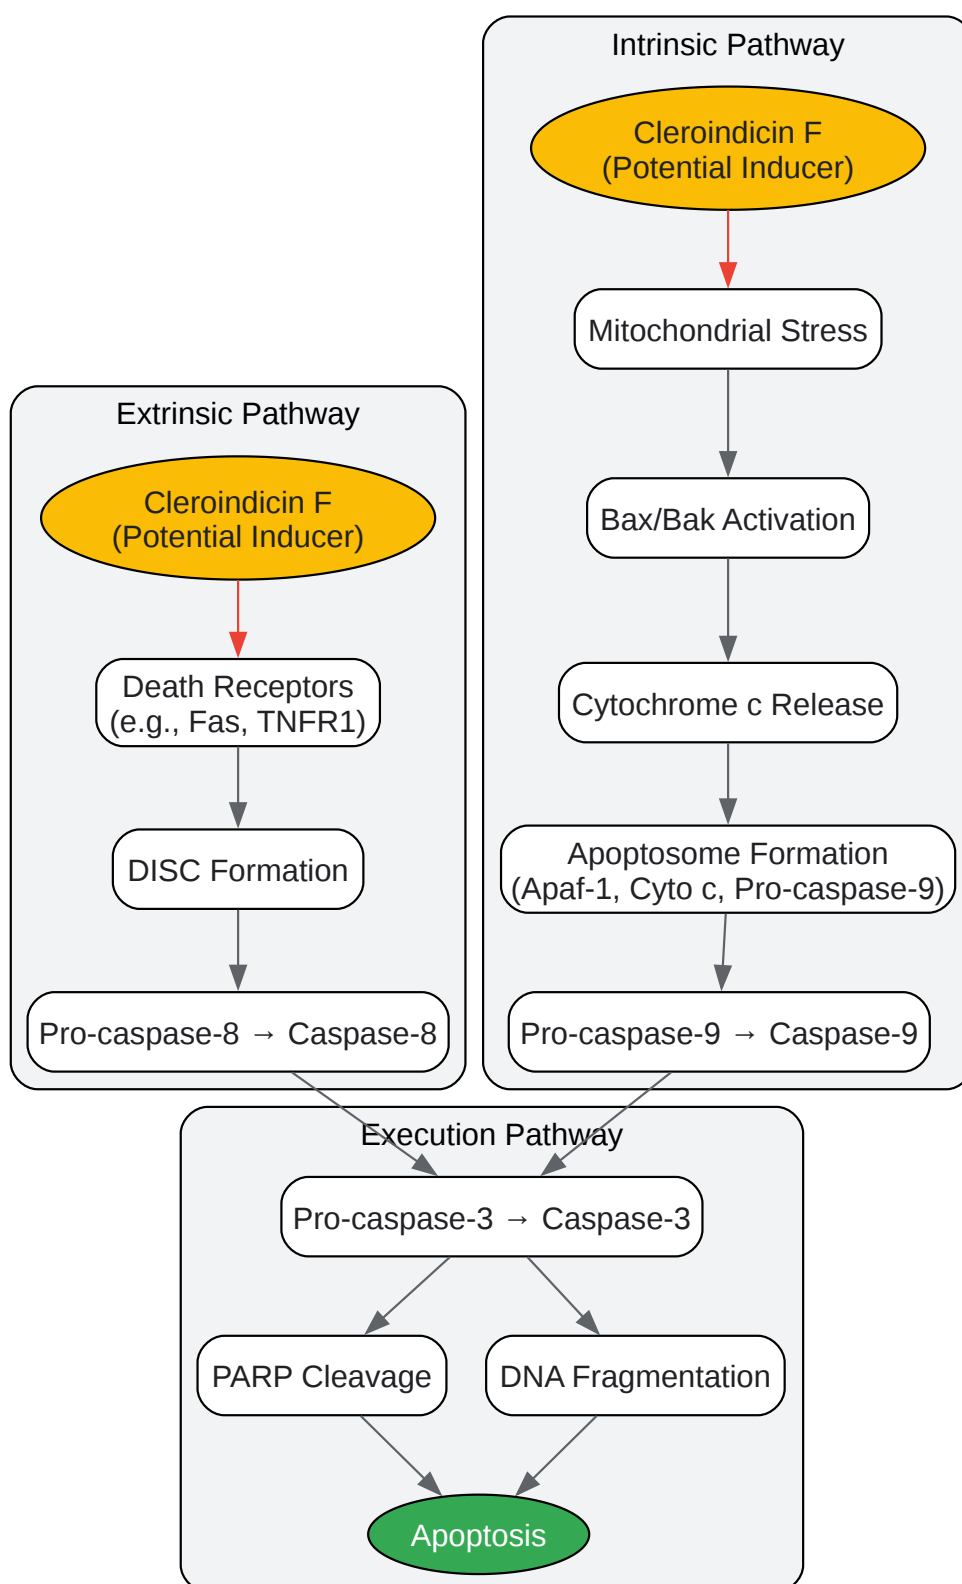 Intrinsic Pathway
Cleroindicin F
(Potential Inducer)
Mitochondrial Stress
Bax/Bak Activation
Cytochrome c Release
Apoptosome Formation
(Apaf-1, Cyto c, Pro-caspase-9)
Pro-caspase-9 → Caspase-9
Extrinsic Pathway
Cleroindicin F
(Potential Inducer)
Death Receptors
(e.g., Fas, TNFR1)
DISC Formation
Pro-caspase-8 → Caspase-8
Execution Pathway
Pro-caspase-3 → Caspase-3
PARP Cleavage
DNA Fragmentation
Apoptosis